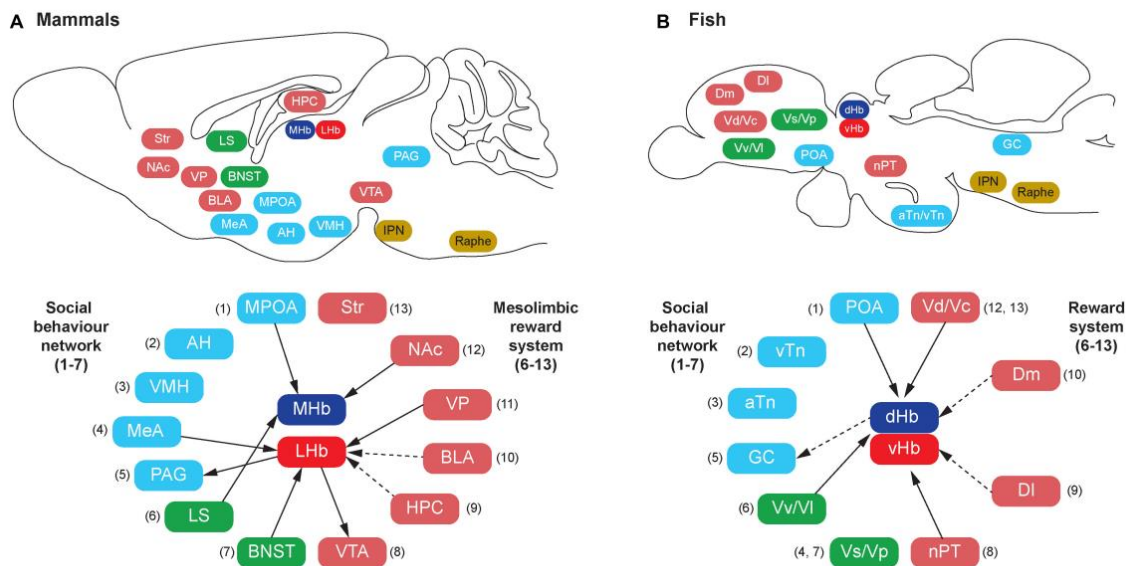 A Mammals
HPC
MHb LHb
Str
LS
NAc
VP
BNST
BLA
MPOA
MeA
AH
VMH
PAG
VTA
IPN
Raphe
B Fish
Dl
Dm
Vd/Vc
Vs/Vp
Vv/Vl
dHb
vHb
POA
GC
nPT
IPN
Raphe
aTn/vTn
Social
behaviour
network
(1-7)
Mesolimbic
reward
system
(6-13)
(1) MPOA
Str (13)
(2) AH
NAc (12)
(3) VMH
MHb
VP (11)
(4) MeA
LHb
BLA (10)
(5) PAG
HPC (9)
(6) LS
(7) BNST
VTA (8)
Social
behaviour
network
(1-7)
Reward
system
(6-13)
(1) POA
Vd/Vc (12, 13)
(2) vTn
Dm (10)
(3) aTn
dHb
(5) GC
vHb
Dl (9)
(6) Vv/Vl
(4, 7) Vs/Vp
nPT (8)